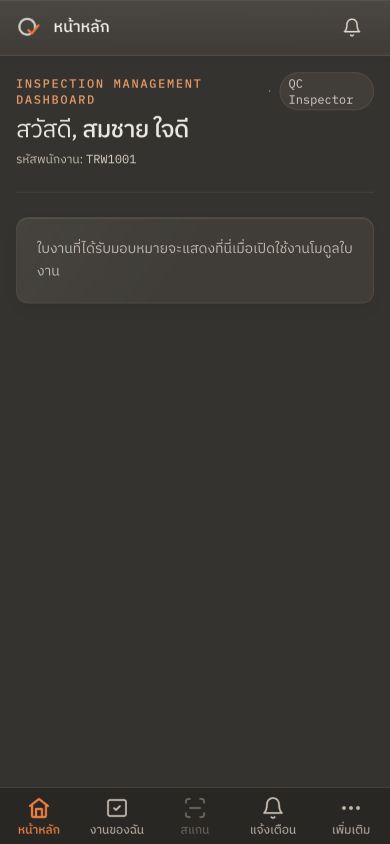 หน้าหลัก
INSPECTION MANAGEMENT
DASHBOARD
·
QC
Inspector
สวัสดี, สมชาย ใจดี
รหัสพนักงาน: TRW1001
ใบงานที่ได้รับมอบหมายจะแสดงที่นี่เมื่อเปิดใช้งานโมดูลใบ
งาน
หน้าหลัก
งานของฉัน
สแกน
แจ้งเตือน
เพิ่มเติม